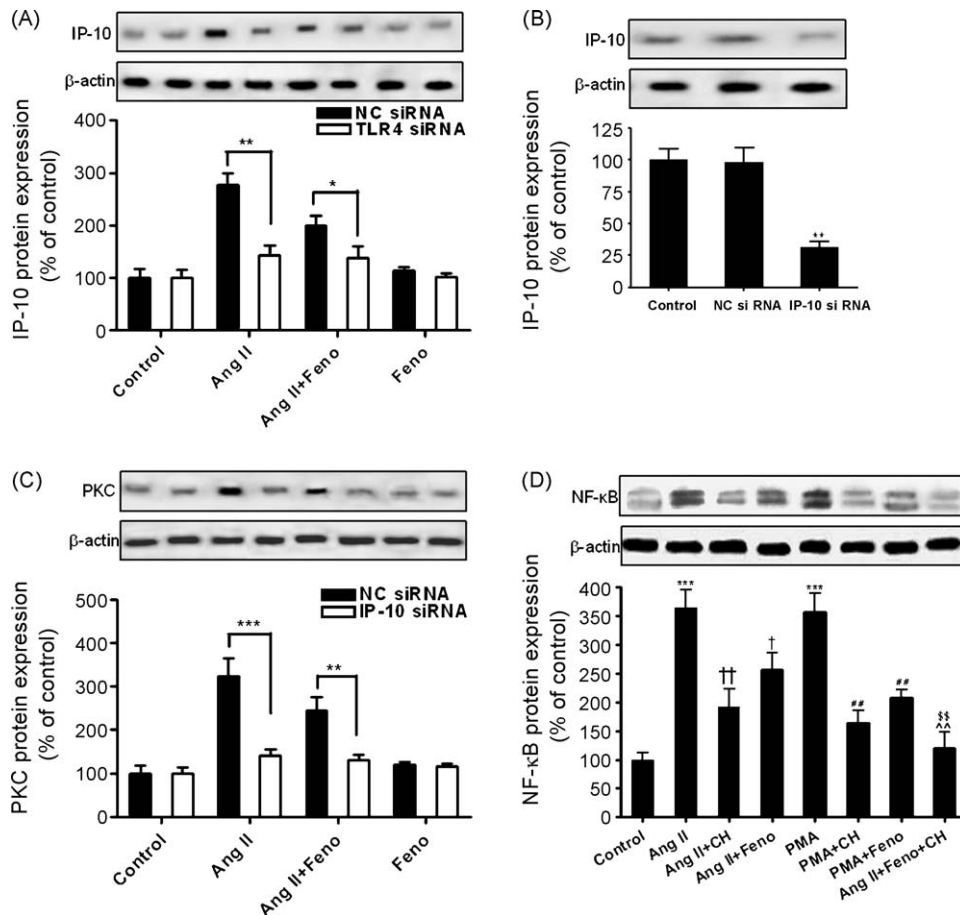 (A)
IP-10
β-actin
NC siRNA
TLR4 siRNA
IP-10 protein expression
(% of control)
400
300
200
100
0
**
*
Control
Ang II
Ang II+Feno
Feno
(B)
IP-10
β-actin
IP-10 protein expression
(% of control)
125
100
75
50
25
0
**
Control
NC si RNA
IP-10 si RNA
(C)
PKC
β-actin
NC siRNA
IP-10 siRNA
PKC protein expression
(% of control)
500
400
300
200
100
0
***
**
Control
Ang II
Ang II+Feno
Feno
(D)
NF-κB
β-actin
NF-κB protein expression
(% of control)
400
350
300
250
200
150
100
50
0
***
††
†
***
##
##
$$
^^
Control
Ang II
Ang II+CH
Ang II+Feno
PMA
PMA+CH
PMA+Feno
Ang II+Feno+CH